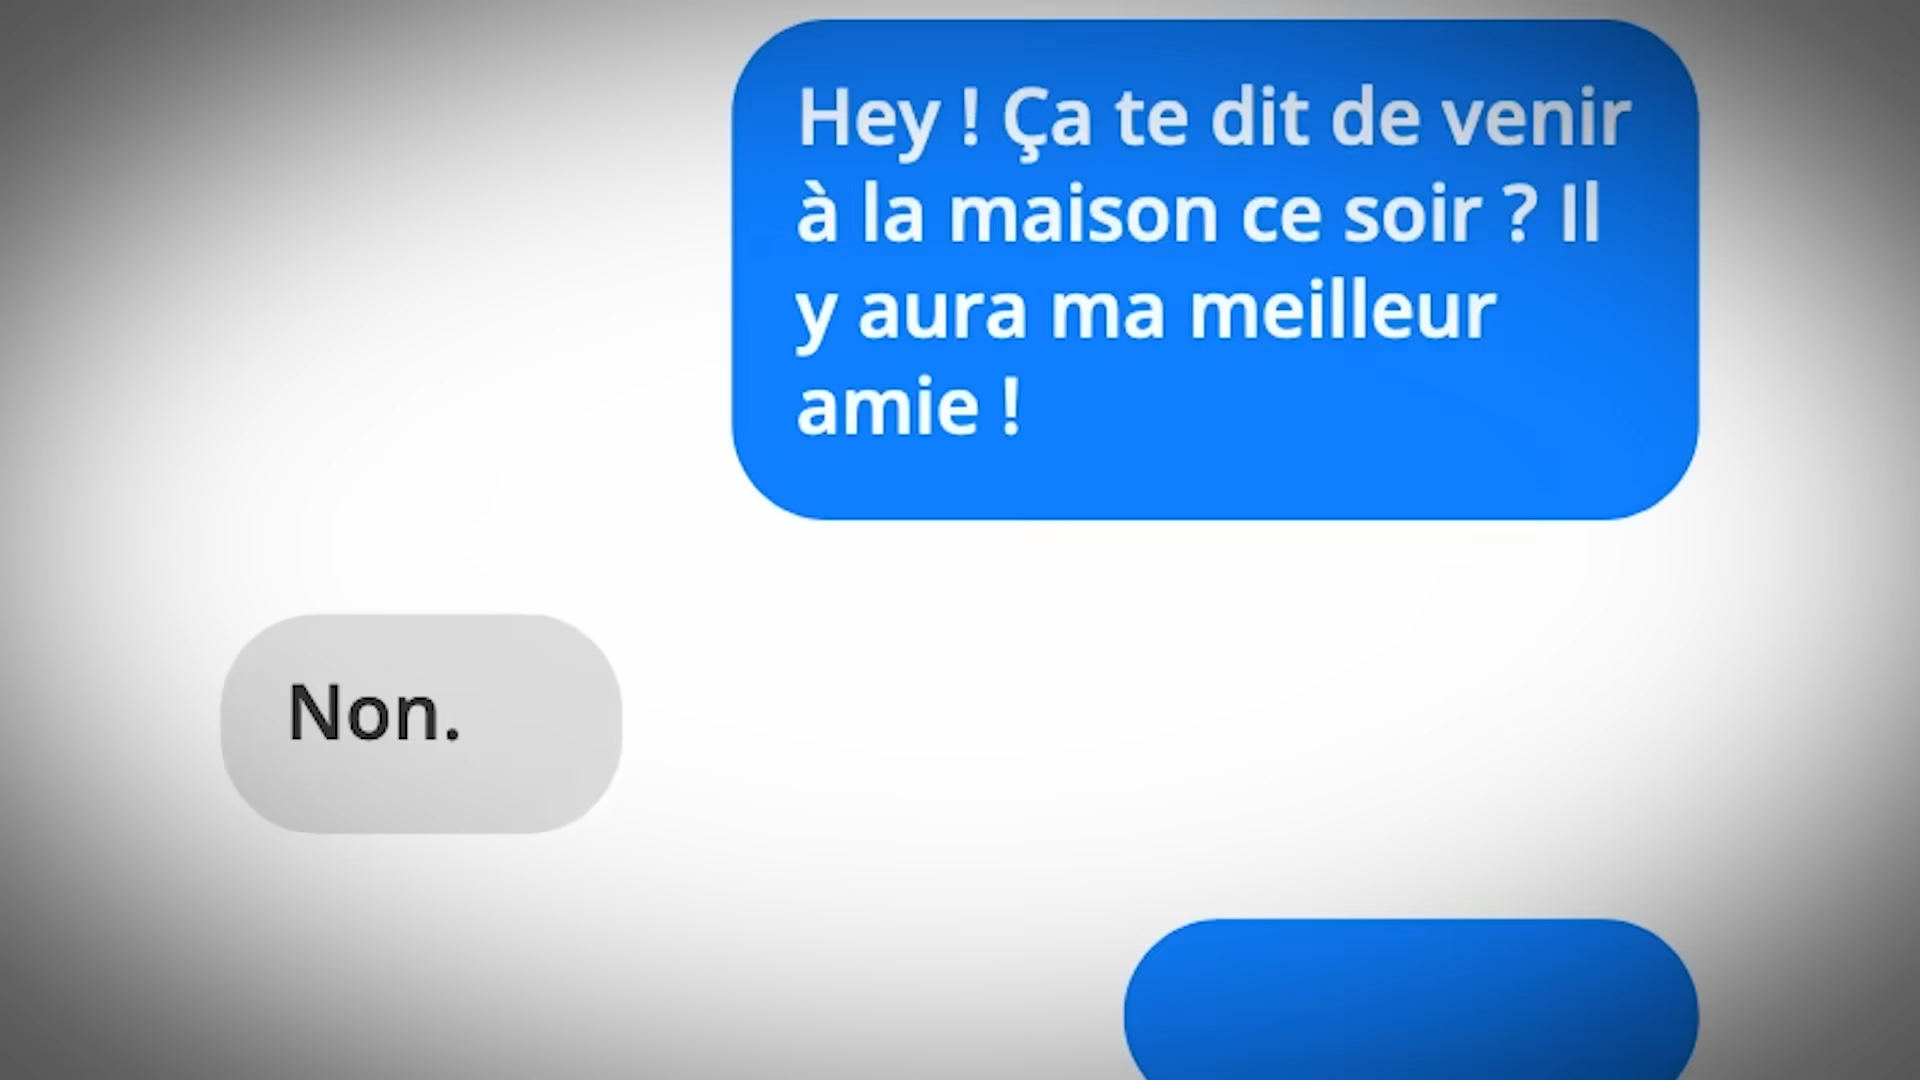 Hey ! Ça te dit de venir
à la maison ce soir ? Il
y aura ma meilleur
amie !
Non.